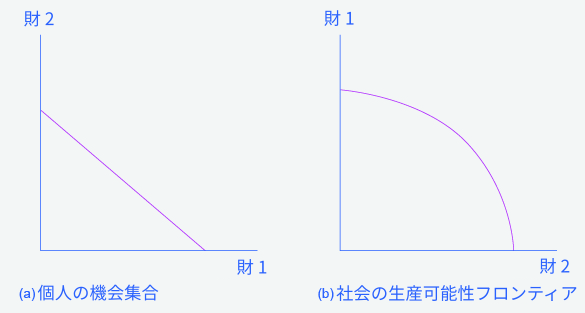 財 2
財 1
(a)個人の機会集合
財 1
財 2
(b)社会の生産可能性フロンティア